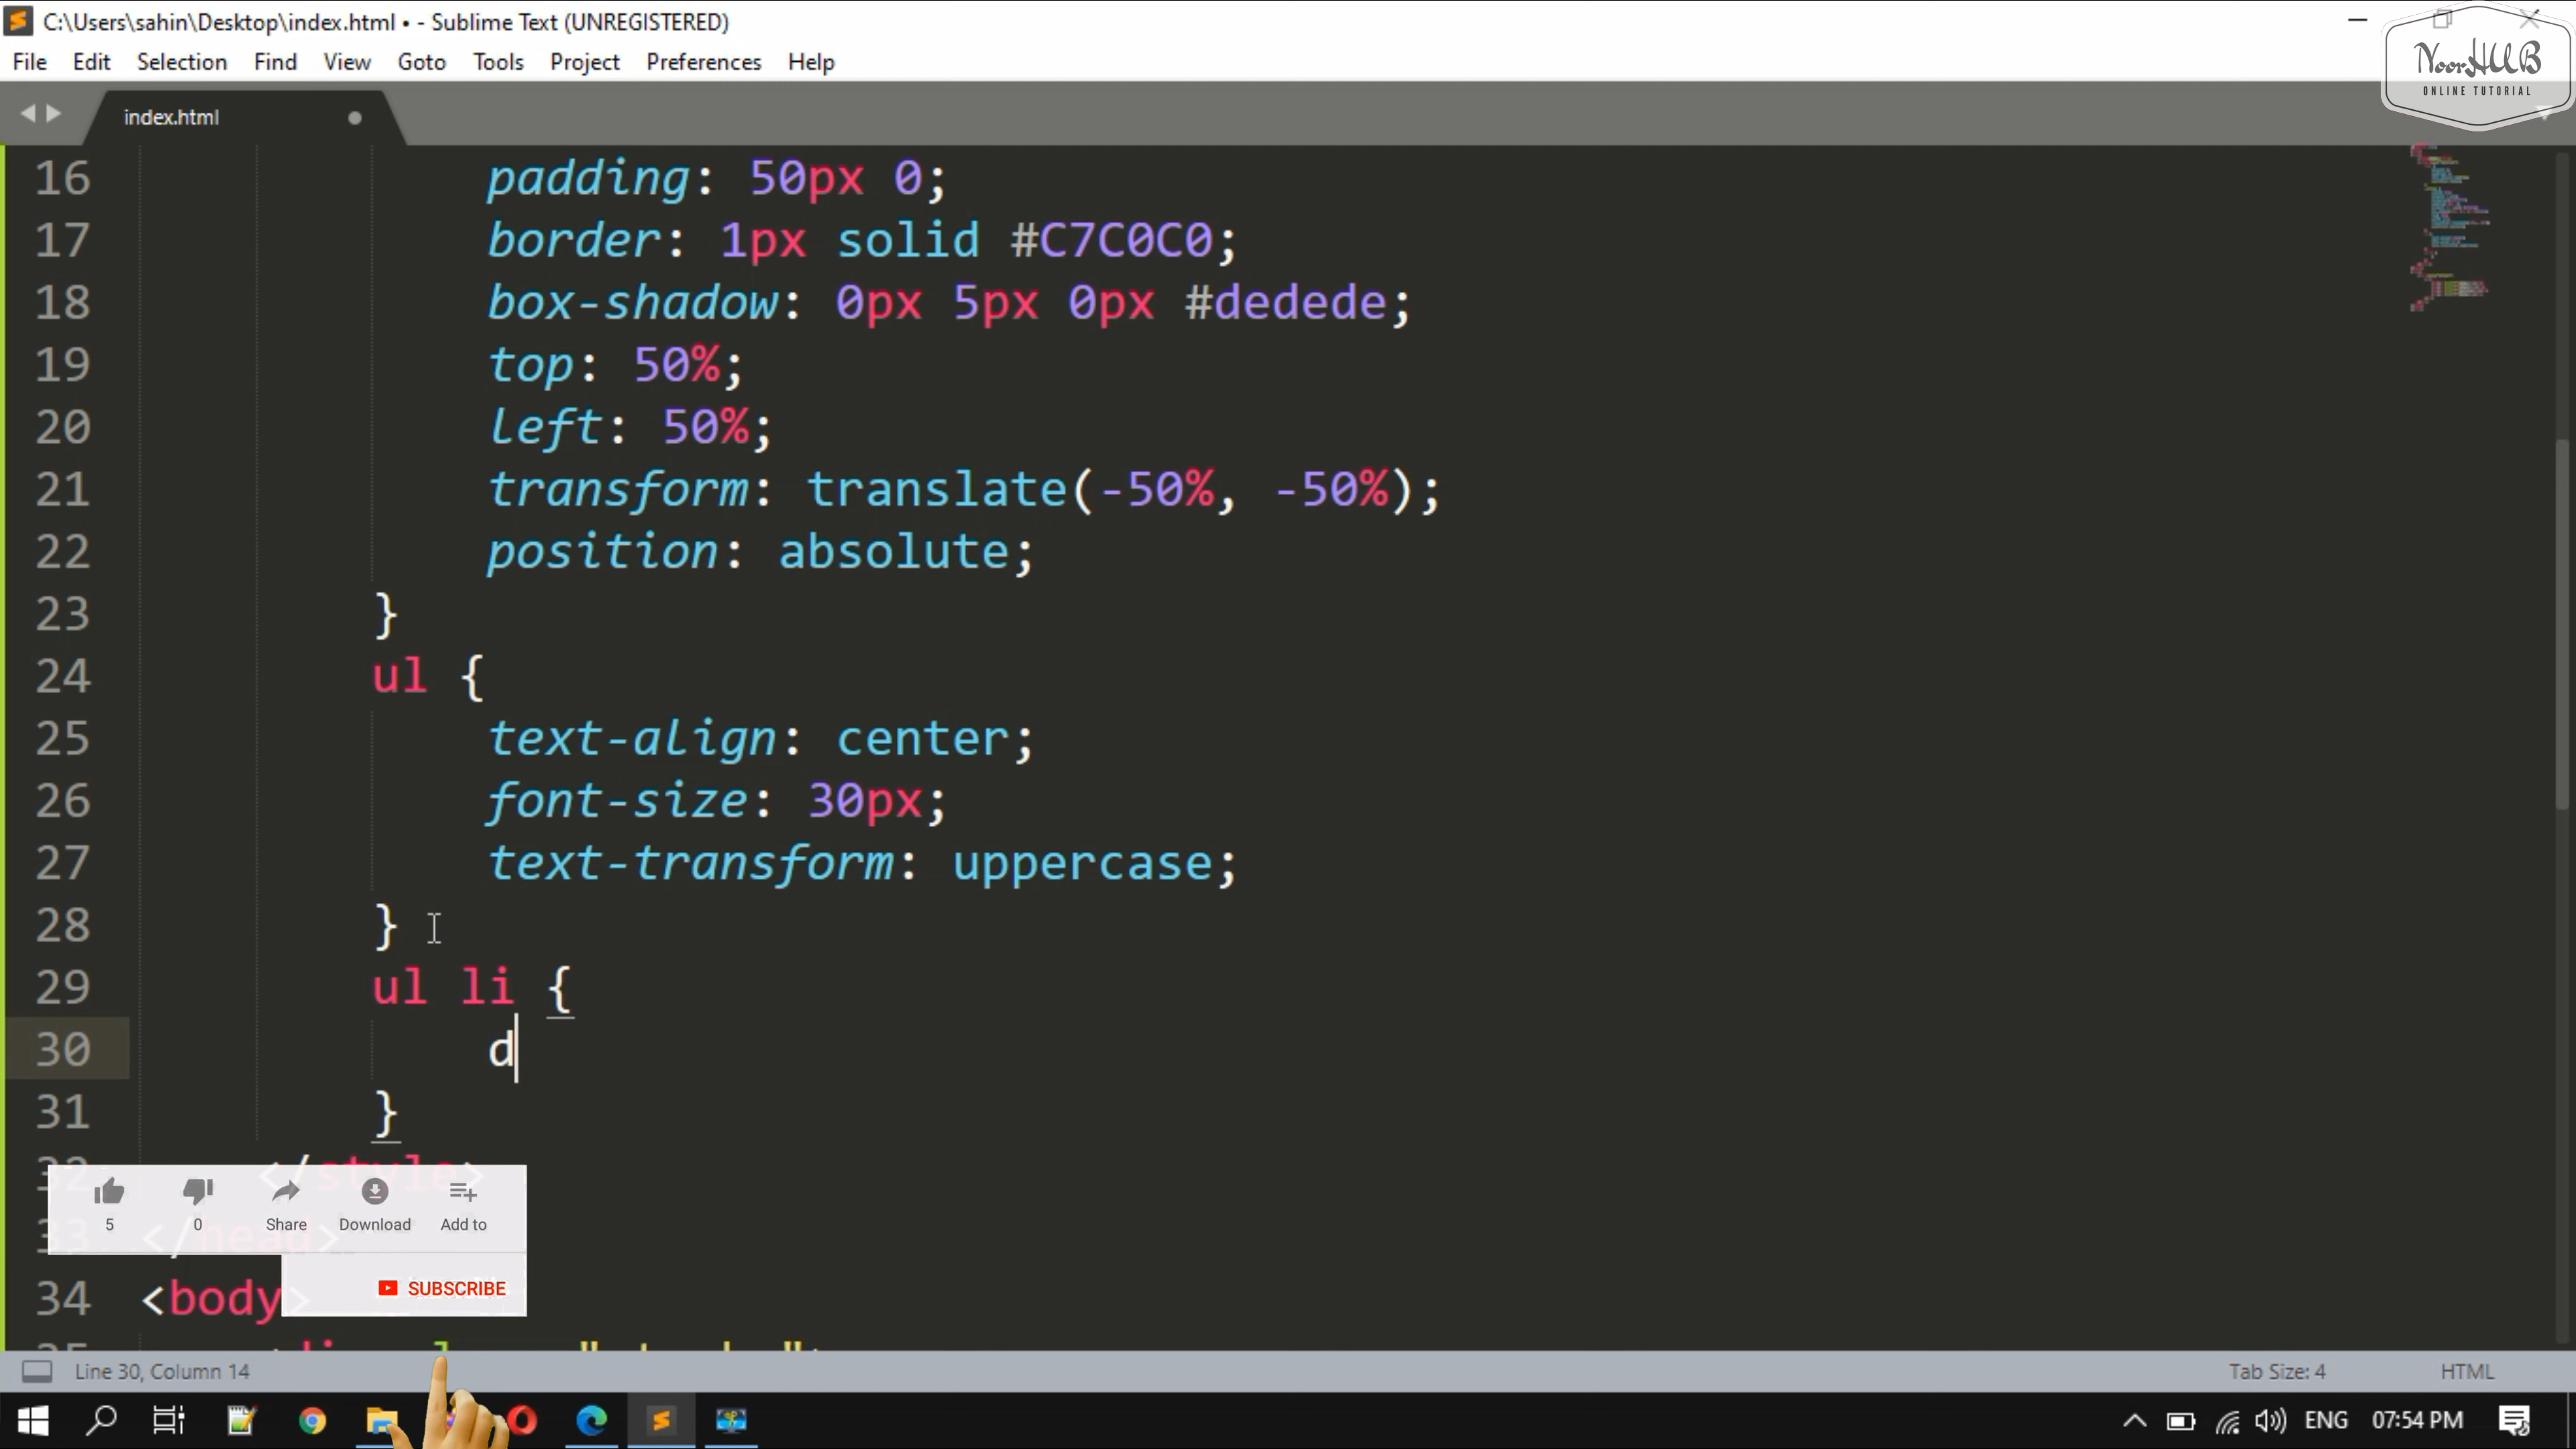 C:\Users\sahin\Desktop\index.html • - Sublime Text (UNREGISTERED)
File Edit Selection Find View Goto Tools Project Preferences Help
NoorHUB
ONLINE TUTORIAL
index.html
16 padding: 50px 0;
17 border: 1px solid #C7C0C0;
18 box-shadow: 0px 5px 0px #dedede;
19 top: 50%;
20 left: 50%;
21 transform: translate(-50%, -50%);
22 position: absolute;
23 }
24 ul {
25 text-align: center;
26 font-size: 30px;
27 text-transform: uppercase;
28 }
29 ul li {
30 d
31 }
32 </style>
33 </head>
34 <body>
5 0 Share Download Add to
SUBSCRIBE
Line 30, Column 14 Tab Size: 4 HTML
ENG 07:54 PM